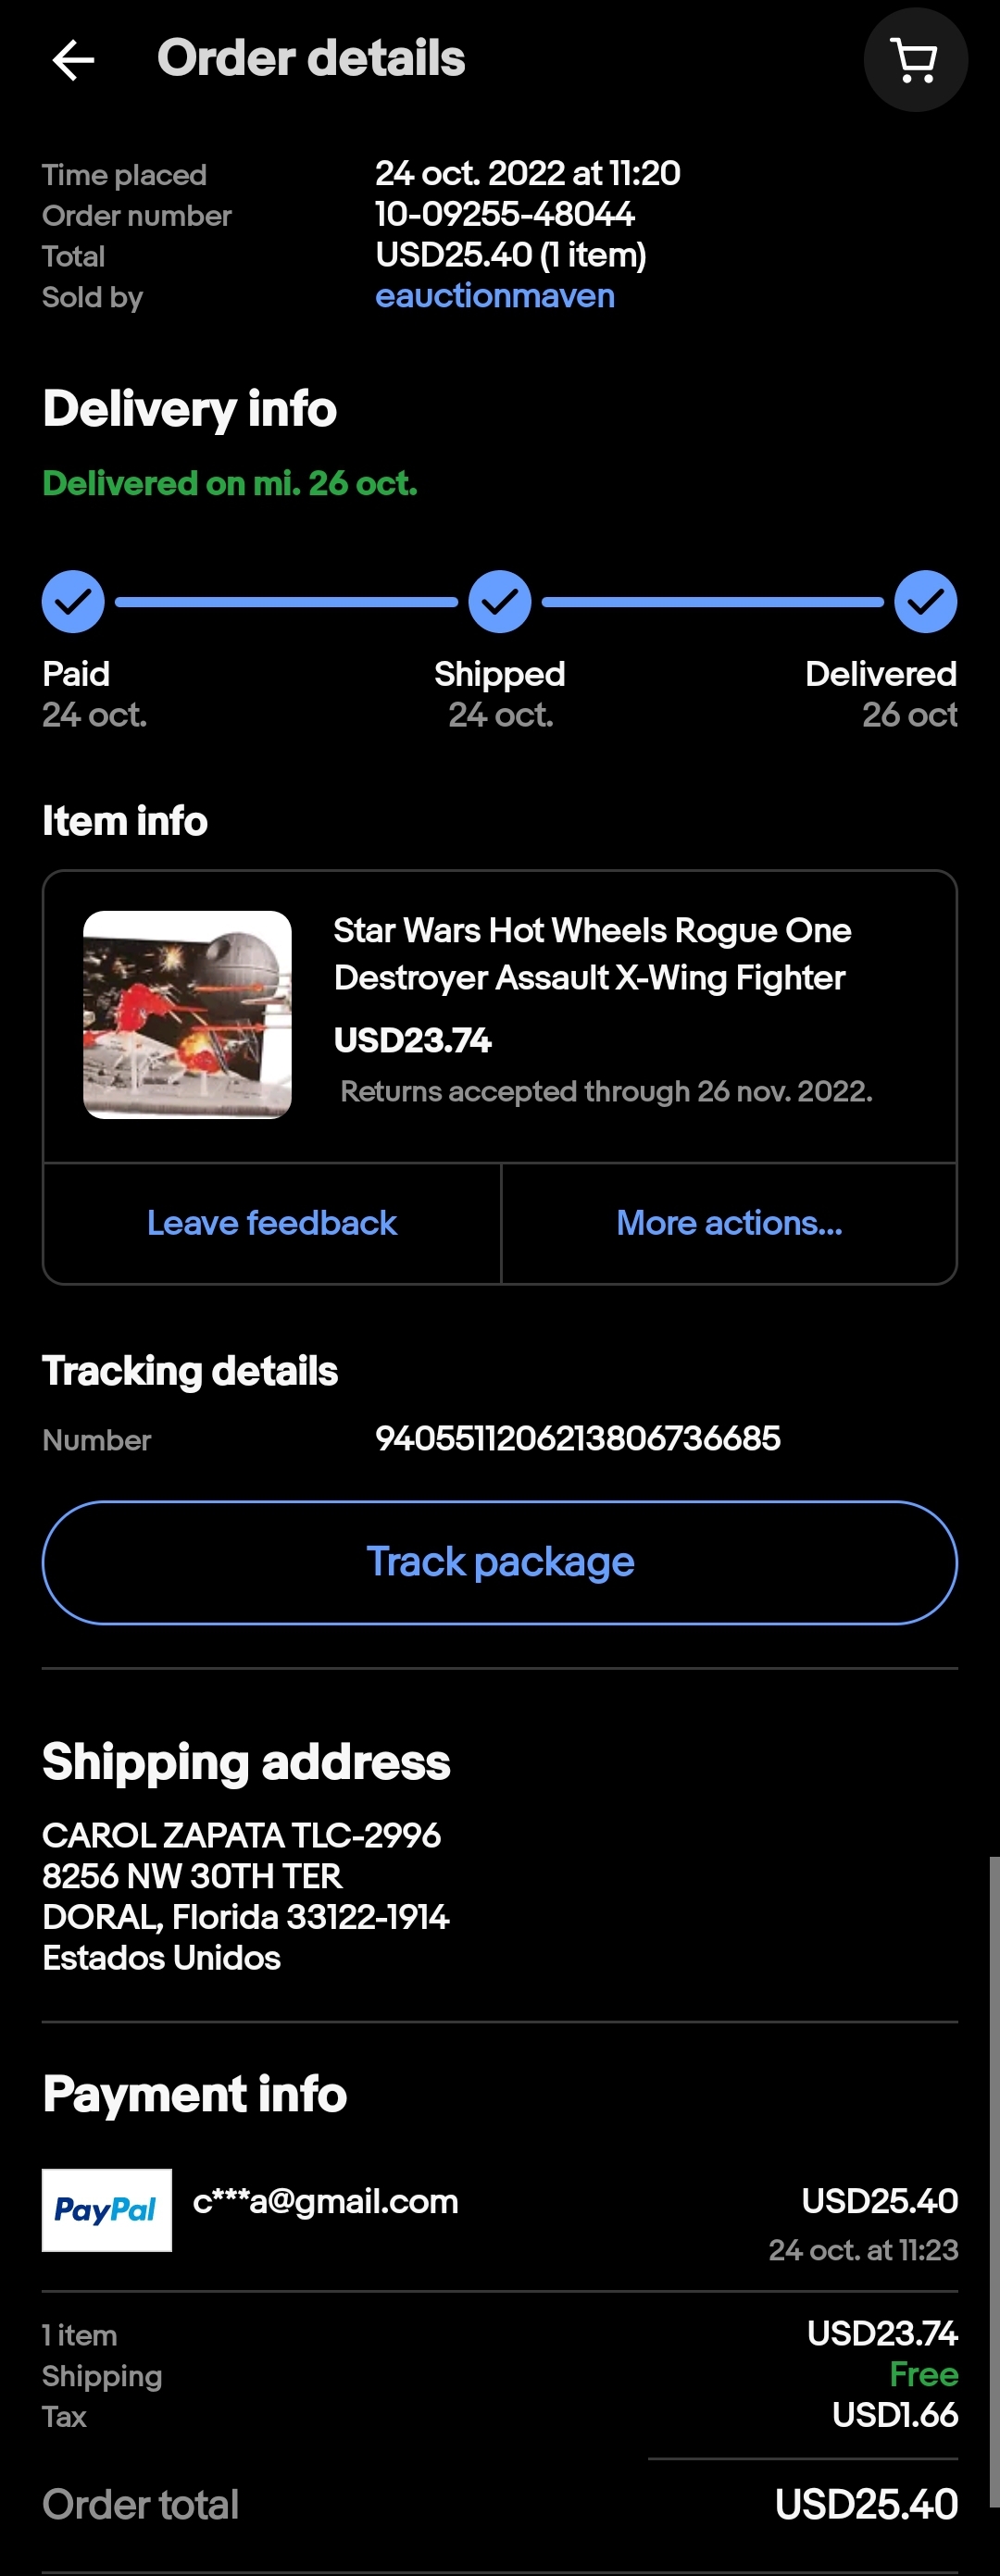 Order details
Time placed 24 oct. 2022 at 11:20
Order number 10-09255-48044
Total USD25.40 (1 item)
Sold by eauctionmaven
Delivery info
Delivered on mi. 26 oct.
Paid Shipped Delivered
24 oct. 24 oct. 26 oct
Item info
Star Wars Hot Wheels Rogue One
Destroyer Assault X-Wing Fighter
USD23.74
Returns accepted through 26 nov. 2022.
Leave feedback More actions...
Tracking details
Number 9405511206213806736685
Track package
Shipping address
CAROL ZAPATA TLC-2996
8256 NW 30TH TER
DORAL, Florida 33122-1914
Estados Unidos
Payment info
PayPal c***a@gmail.com USD25.40
24 oct. at 11:23
1 item USD23.74
Shipping Free
Tax USD1.66
Order total USD25.40